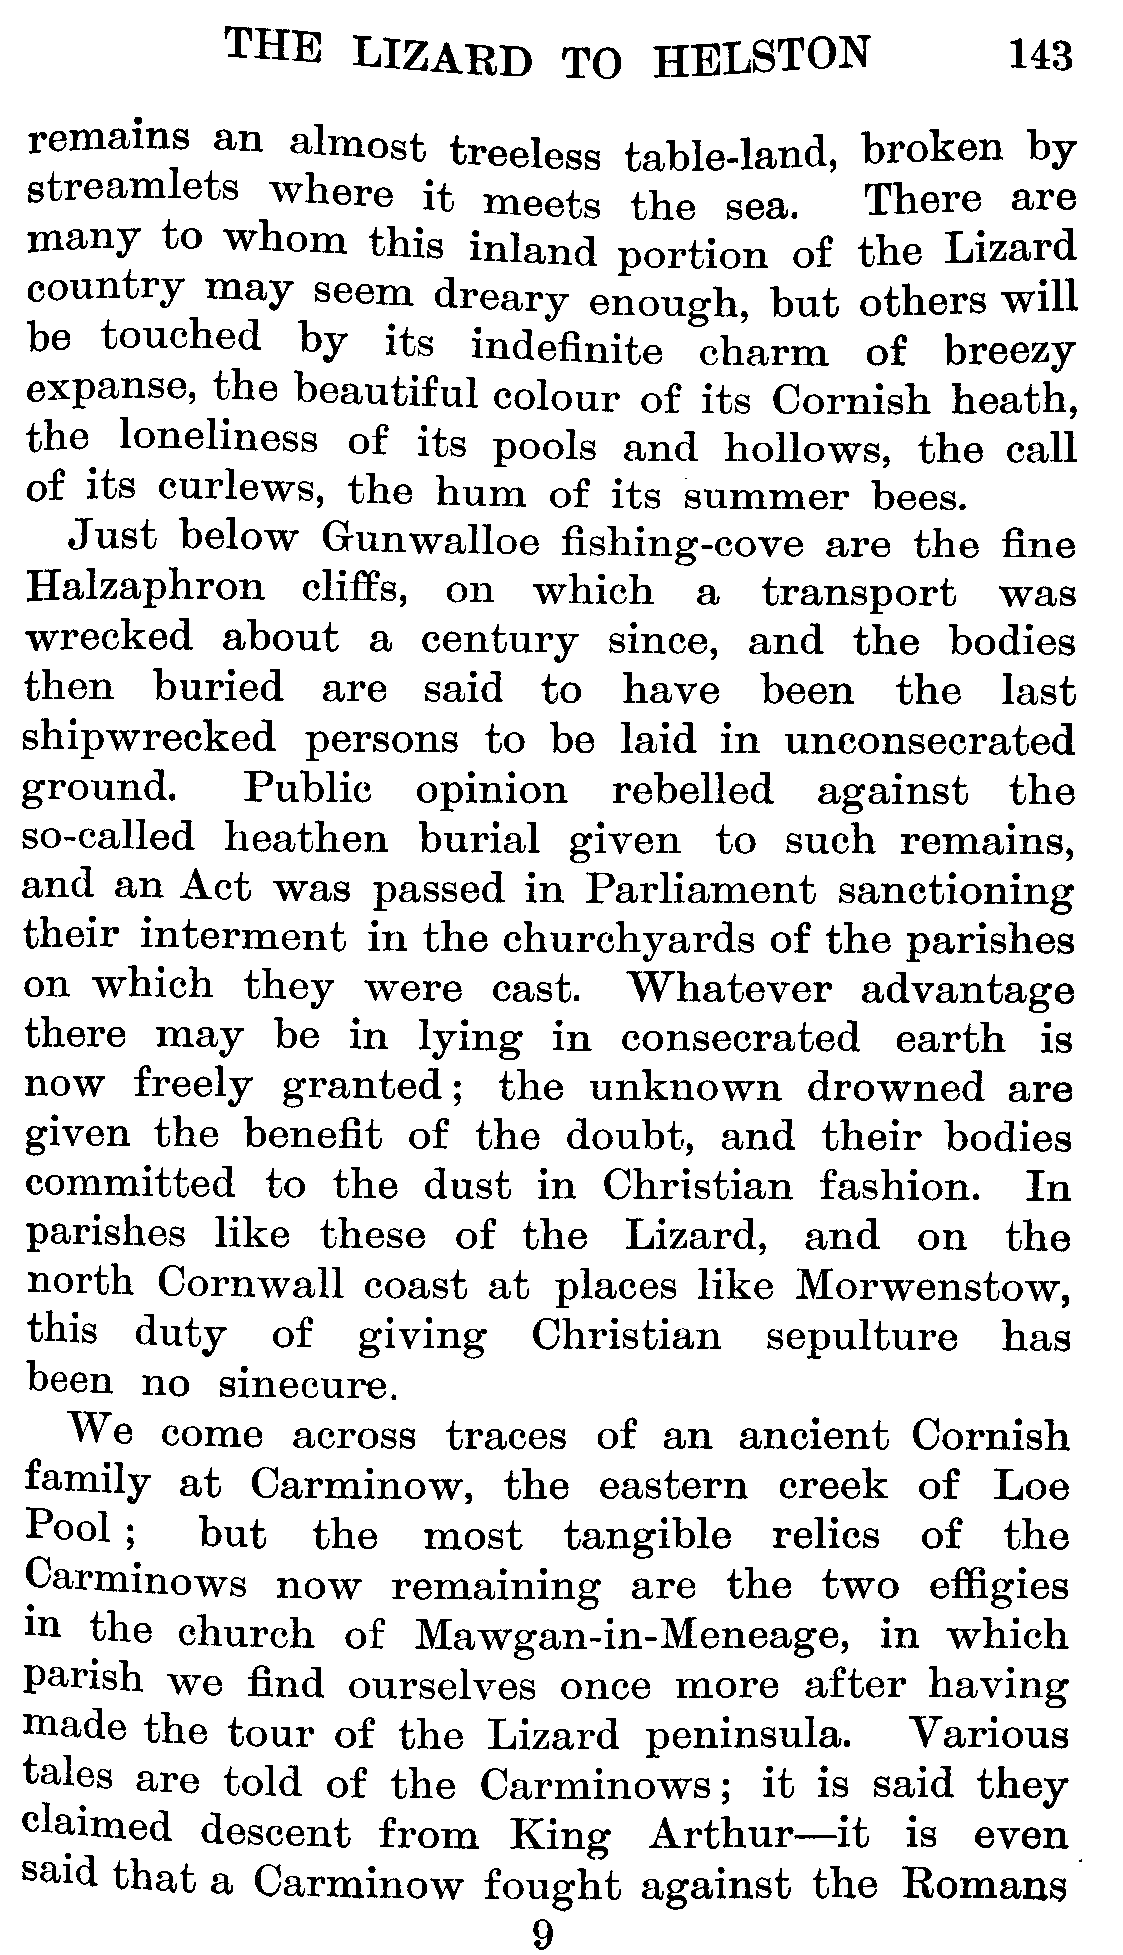 THE LIZARD TO HELSTON 143
remains an almost treeless table-land, broken by
streamlets where it meets the sea. There are
many to whom this inland portion of the Lizard
country may seem dreary enough, but others will
be touched by its indefinite charm of breezy
expanse, the beautiful colour of its Cornish heath,
the loneliness of its pools and hollows, the call
of its curlews, the hum of its summer bees.
Just below Gunwalloe fishing-cove are the fine
Halzaphron cliffs, on which a transport was
wrecked about a century since, and the bodies
then buried are said to have been the last
shipwrecked persons to be laid in unconsecrated
ground. Public opinion rebelled against the
so-called heathen burial given to such remains,
and an Act was passed in Parliament sanctioning
their interment in the churchyards of the parishes
on which they were cast. Whatever advantage
there may be in lying in consecrated earth is
now freely granted; the unknown drowned are
given the benefit of the doubt, and their bodies
committed to the dust in Christian fashion. In
parishes like these of the Lizard, and on the
north Cornwall coast at places like Morwenstow,
this duty of giving Christian sepulture has
been no sinecure.
We come across traces of an ancient Cornish
family at Carminow, the eastern creek of Loe
Pool; but the most tangible relics of the
Carminows now remaining are the two effigies
in the church of Mawgan-in-Meneage, in which
parish we find ourselves once more after having
made the tour of the Lizard peninsula. Various
tales are told of the Carminows; it is said they
claimed descent from King Arthur—it is even
said that a Carminow fought against the Romans
9